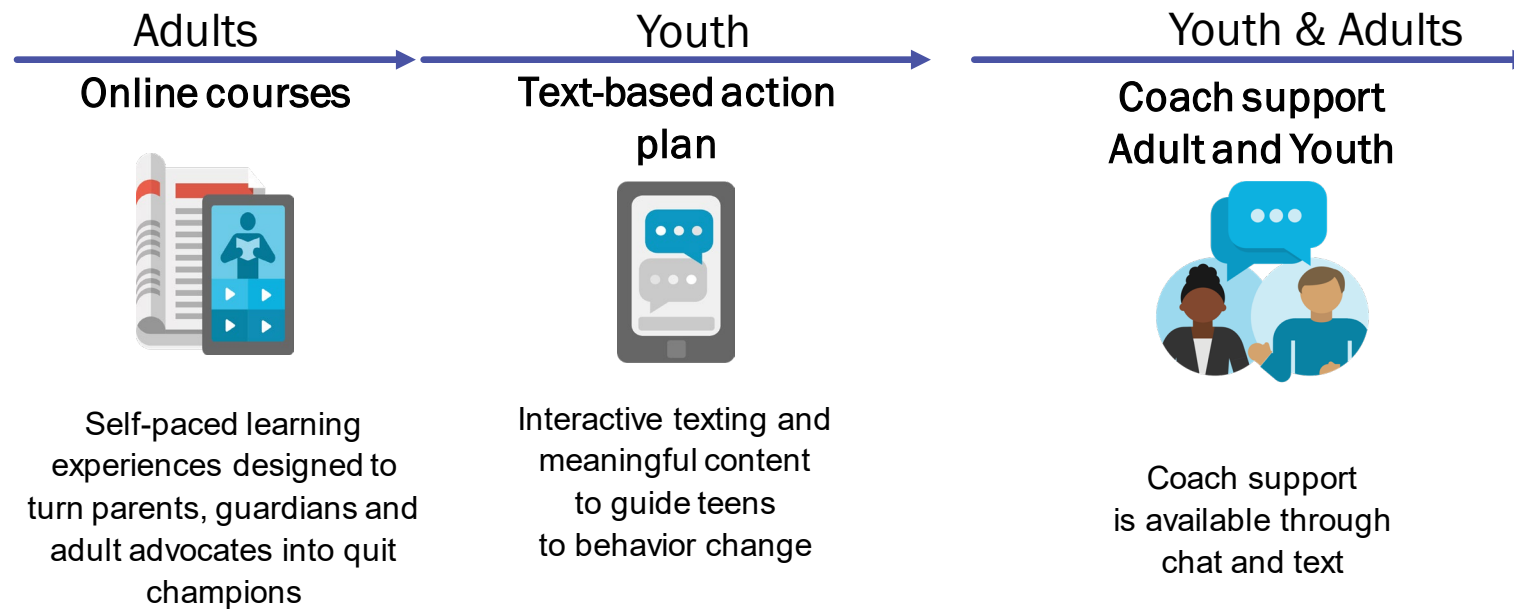 Adults
Online courses
Self-paced learning
experiences designed to
turn parents, guardians and
adult advocates into quit
champions
Youth
Text-based action
plan
Interactive texting and
meaningful content
to guide teens
to behavior change
Youth & Adults
Coach support
Adult and Youth
Coach support
is available through
chat and text